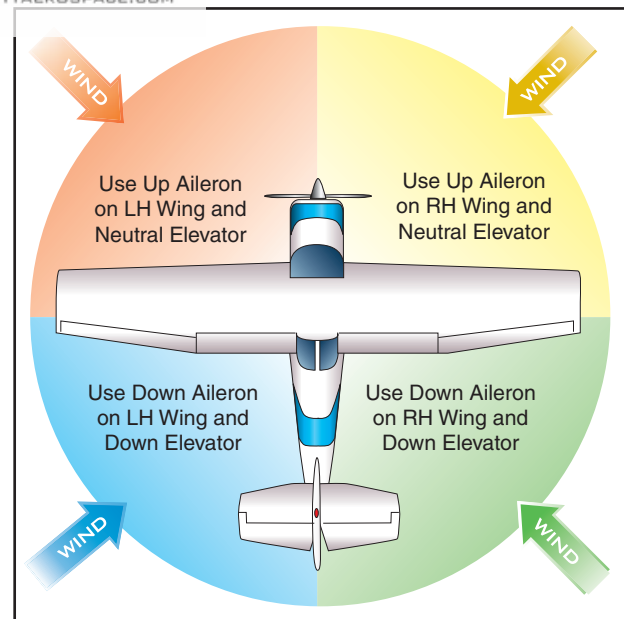 WIND
WIND
Use Up Aileron
on LH Wing and
Neutral Elevator
Use Up Aileron
on RH Wing and
Neutral Elevator
Use Down Aileron
on LH Wing and
Down Elevator
Use Down Aileron
on RH Wing and
Down Elevator
WIND
WIND